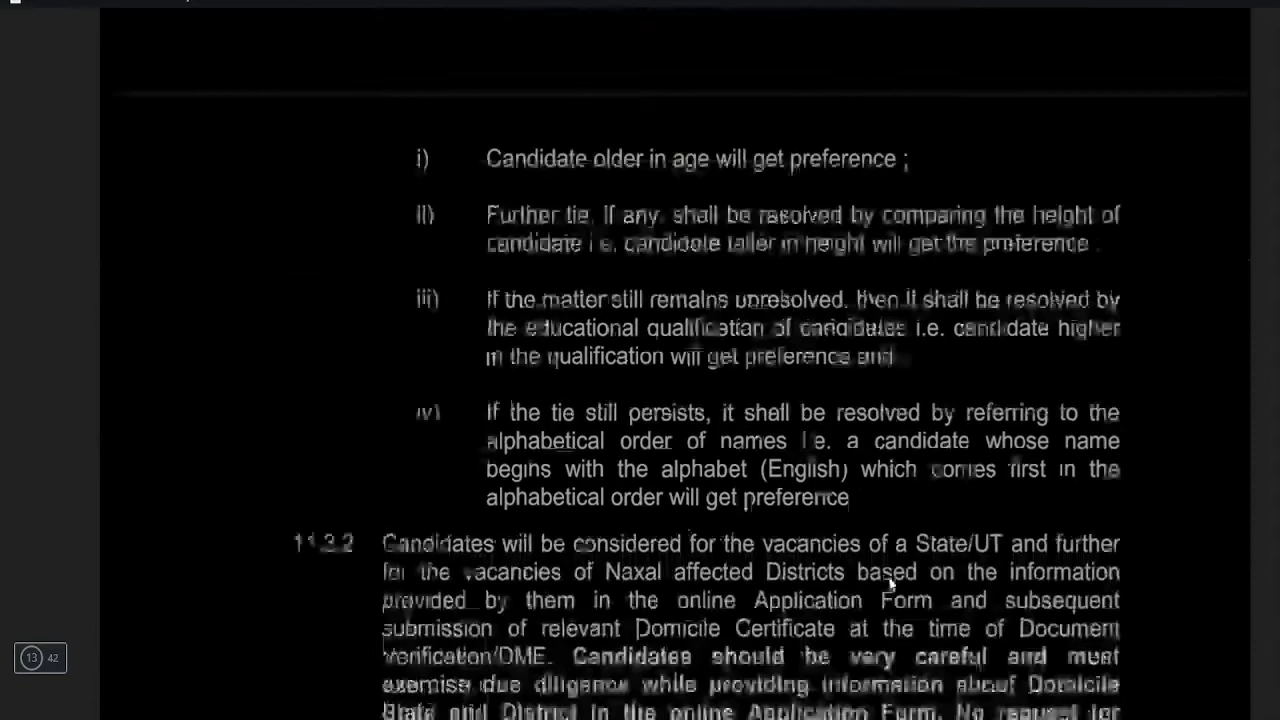 i) Candidate older in age will get preference ;
ii) Further tie, if any, shall be resolved by comparing the height of
candidate i.e. candidate taller in height will get the preference
iii) If the matter still remains unresolved, then it shall be resolved by
the educational qualification of candidates i.e. candidate higher
in the qualification will get preference and
iv) If the tie still persists, it shall be resolved by referring to the
alphabetical order of names i.e. a candidate whose name
begins with the alphabet (English) which comes first in the
alphabetical order will get preference
11.3.2 Candidates will be considered for the vacancies of a State/UT and further
for the vacancies of Naxal affected Districts based on the information
provided by them in the online Application Form and subsequent
submission of relevant Domicile Certificate at the time of Document
Verification/DME. Candidates should be very careful and must
exercise due diligence while providing information about Domicile
State and District in the online Application Form. No request for
13 42